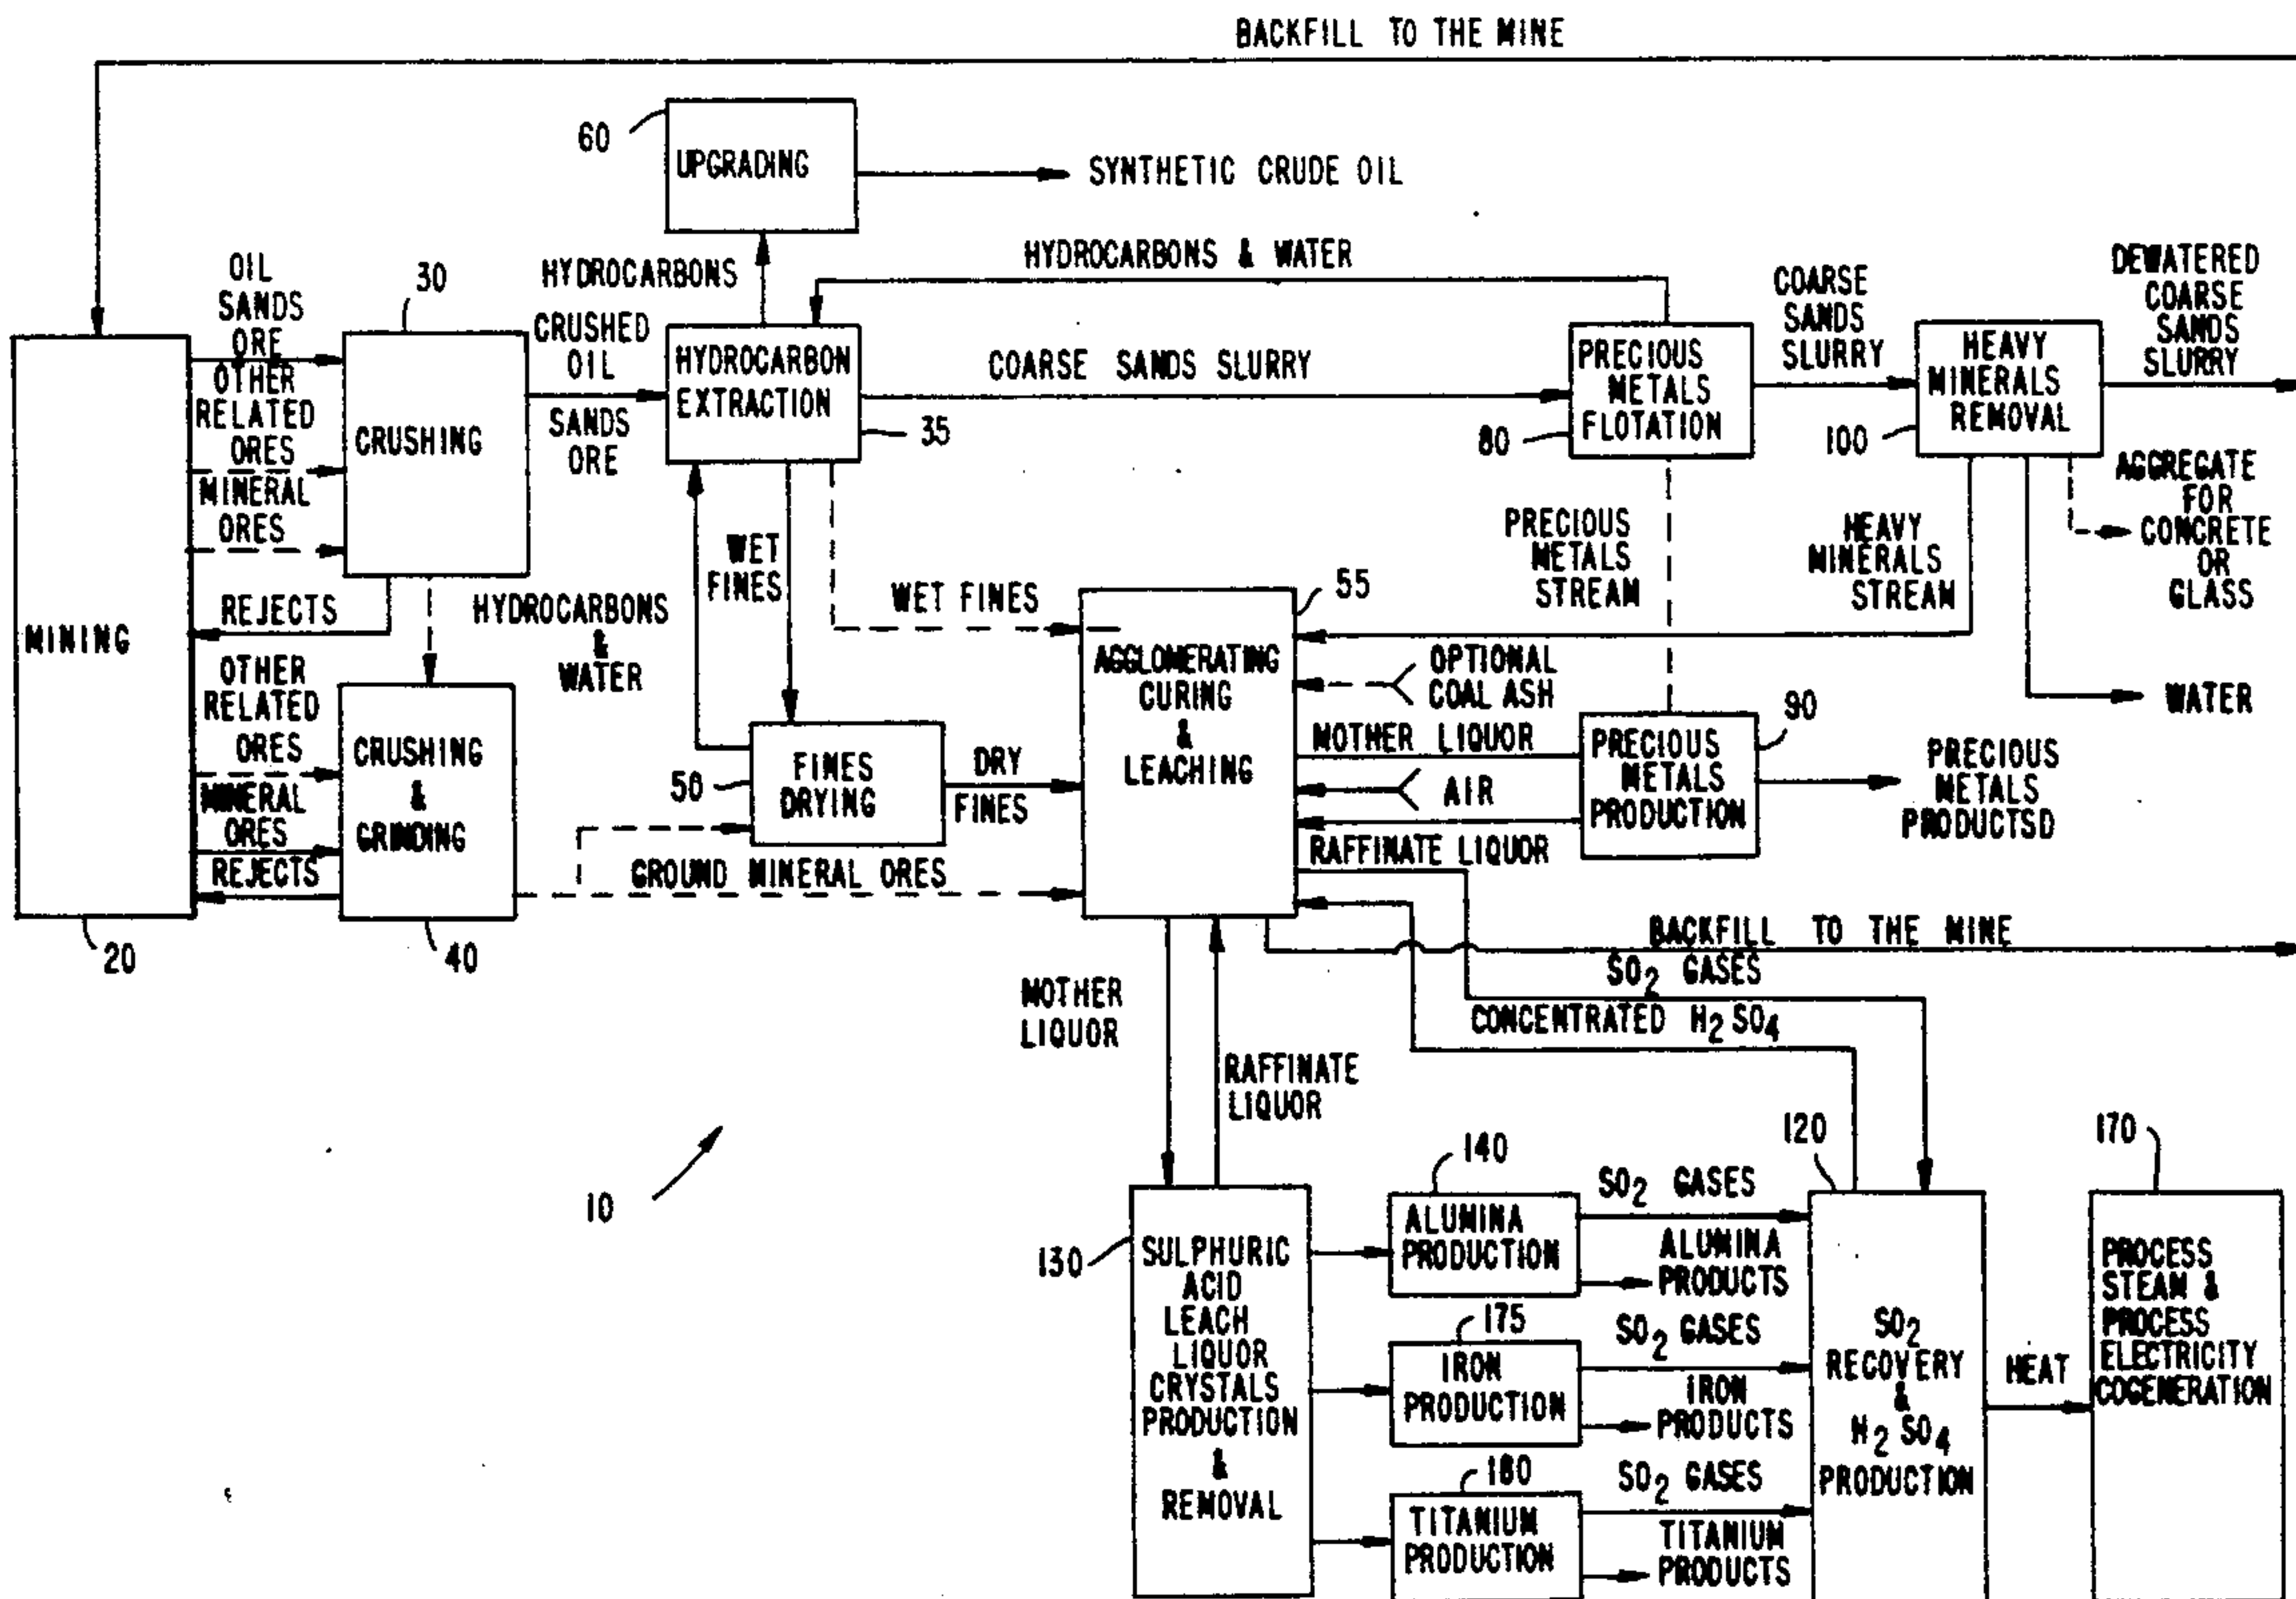 BACKFILL TO THE MINE
60
UPGRADING
SYNTHETIC CRUDE OIL
OIL
SANDS
ORE
OTHER
RELATED
ORES
MINERAL
ORES
30
CRUSHING
HYDROCARBONS
CRUSHED
OIL
SANDS
ORE
HYDROCARBON
EXTRACTION
35
HYDROCARBONS & WATER
COARSE SANDS SLURRY
PRECIOUS
METALS
FLOTATION
80
COARSE
SANDS
SLURRY
HEAVY
MINERALS
REMOVAL
100
DEWATERED
COARSE
SANDS
SLURRY
AGGREGATE
FOR
CONCRETE
OR
GLASS
MINING
20
REJECTS
OTHER
RELATED
ORES
MINERAL
ORES
REJECTS
CRUSHING
&
GRINDING
40
HYDROCARBONS
&
WATER
WET
FINES
WET FINES
50
FINES
DRYING
DRY
FINES
GROUND MINERAL ORES
55
AGGLOMERATING
CURING
&
LEACHING
PRECIOUS
METALS
STREAM
HEAVY
MINERALS
STREAM
OPTIONAL
COAL ASH
MOTHER LIQUOR
AIR
RAFFINATE LIQUOR
90
PRECIOUS
METALS
PRODUCTION
WATER
PRECIOUS
METALS
PRODUCTSD
BACKFILL TO THE MINE
SO2 GASES
CONCENTRATED H2SO4
MOTHER
LIQUOR
RAFFINATE
LIQUOR
10
130
SULPHURIC
ACID
LEACH
LIQUOR
CRYSTALS
PRODUCTION
&
REMOVAL
140
ALUMINA
PRODUCTION
SO2 GASES
ALUMINA
PRODUCTS
175
IRON
PRODUCTION
SO2 GASES
IRON
PRODUCTS
180
TITANIUM
PRODUCTION
SO2 GASES
TITANIUM
PRODUCTS
120
SO2
RECOVERY
&
H2SO4
PRODUCTION
HEAT
170
PROCESS
STEAM &
PROCESS
ELECTRICITY
COGENERATION